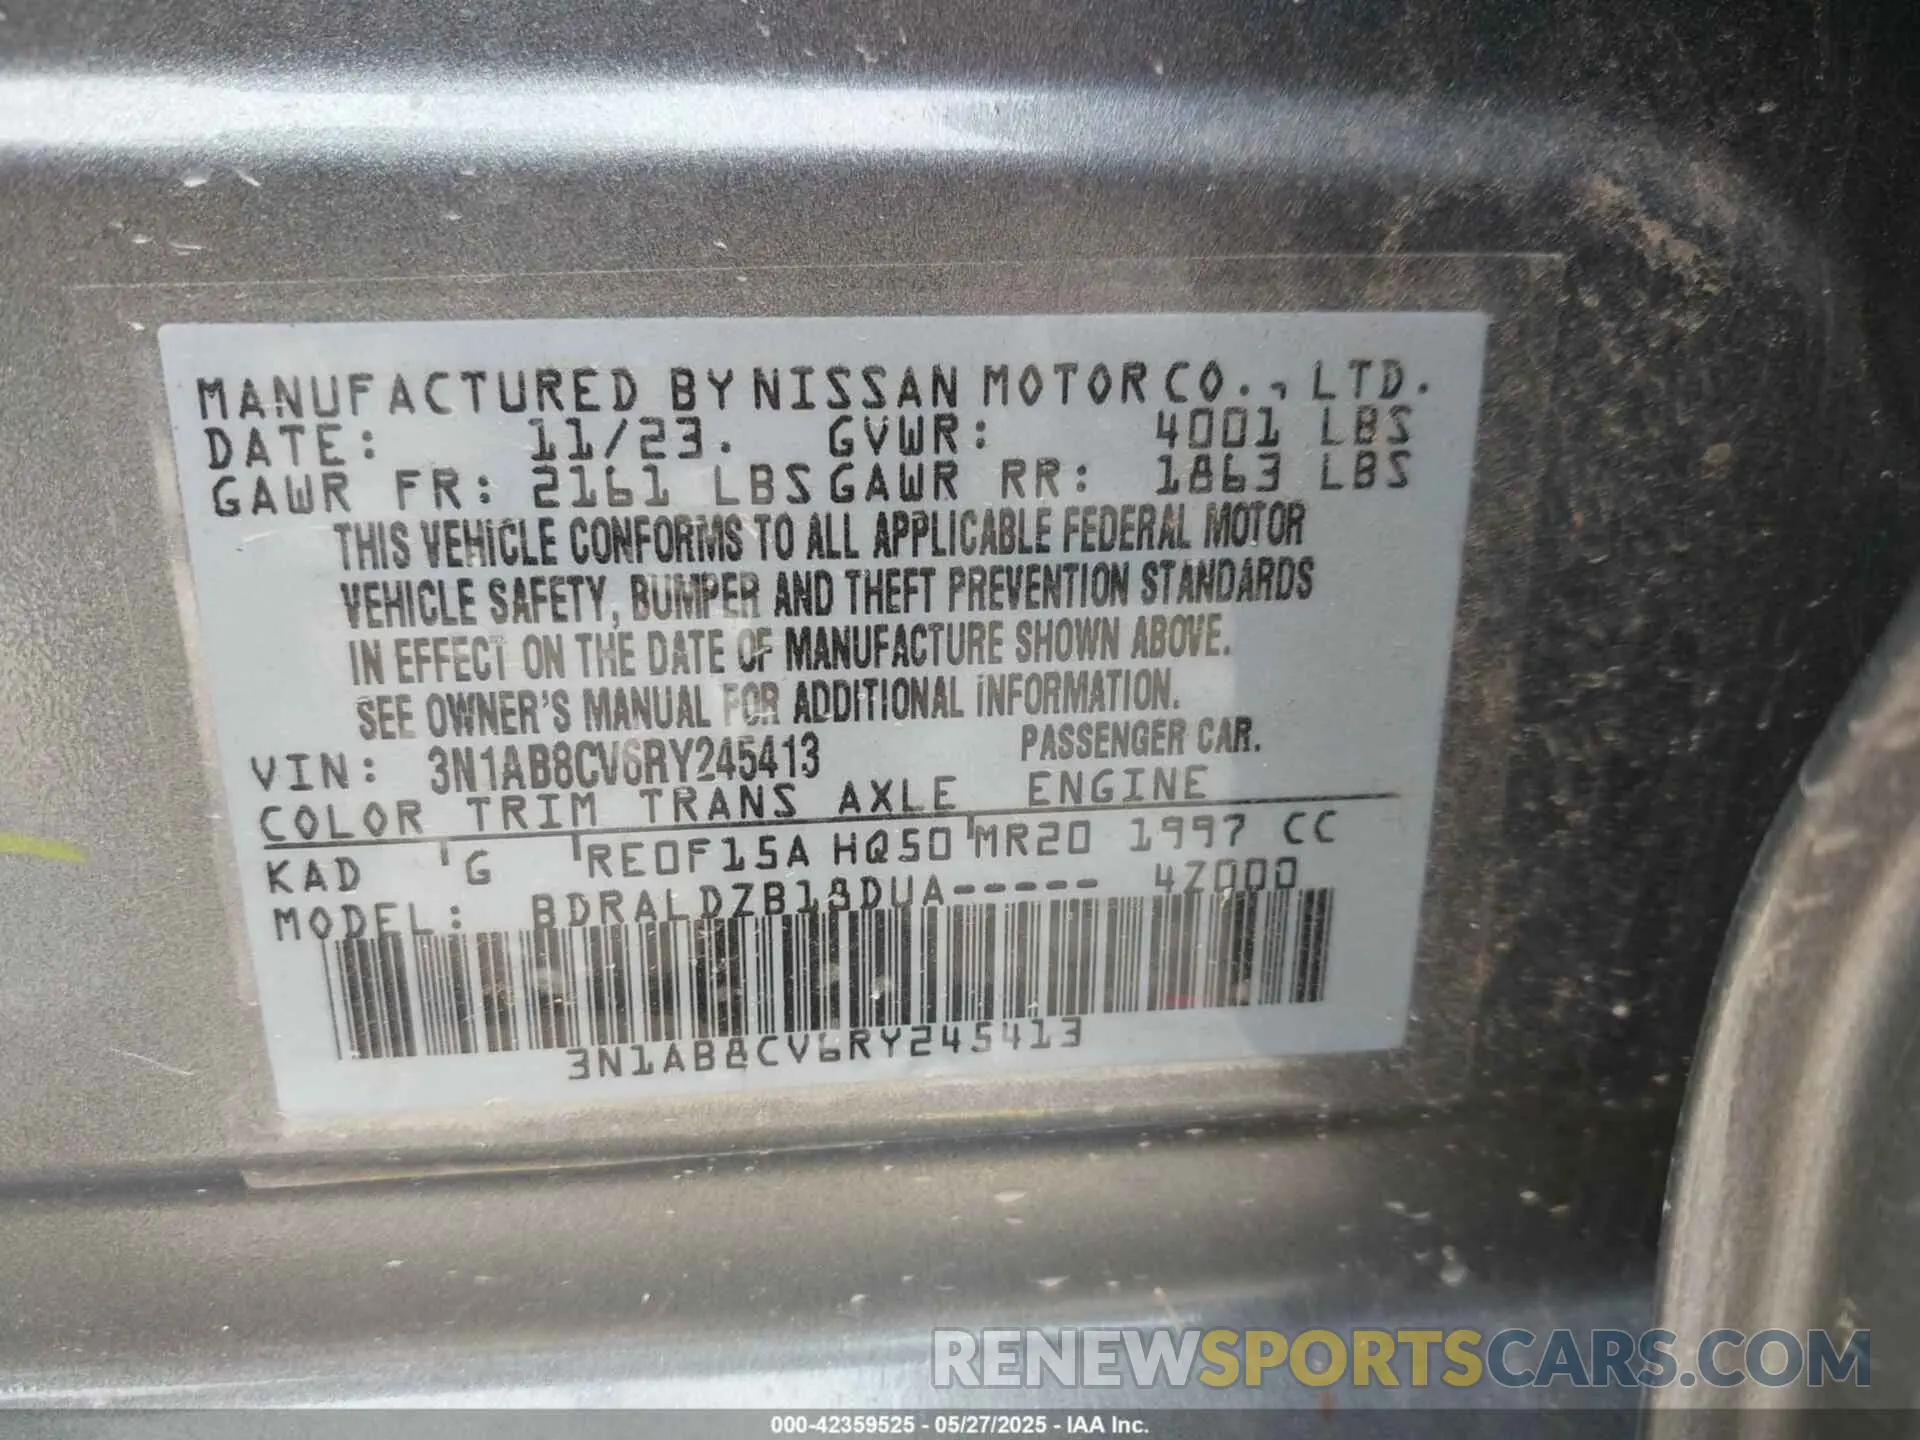 MANUFACTURED BY NISSAN MOTOR CO., LTD.
DATE: 11/23. GVWR: 4001 LBS
GAWR FR: 2161 LBS GAWR RR: 1863 LBS
THIS VEHICLE CONFORMS TO ALL APPLICABLE FEDERAL MOTOR
VEHICLE SAFETY, BUMPER AND THEFT PREVENTION STANDARDS
IN EFFECT ON THE DATE OF MANUFACTURE SHOWN ABOVE.
SEE OWNER'S MANUAL FOR ADDITIONAL INFORMATION.
VIN: 3N1AB8CV6RY245413 PASSENGER CAR.
COLOR TRIM TRANS AXLE ENGINE
KAD G RE0F15A HQ50 MR20 1997 CC
MODEL: BDRALDZB18DUA----- 4Z000
3N1AB8CV6RY245413
RENEWSPORTSCARS.COM
000-42359525 - 05/27/2025 - IAA Inc.